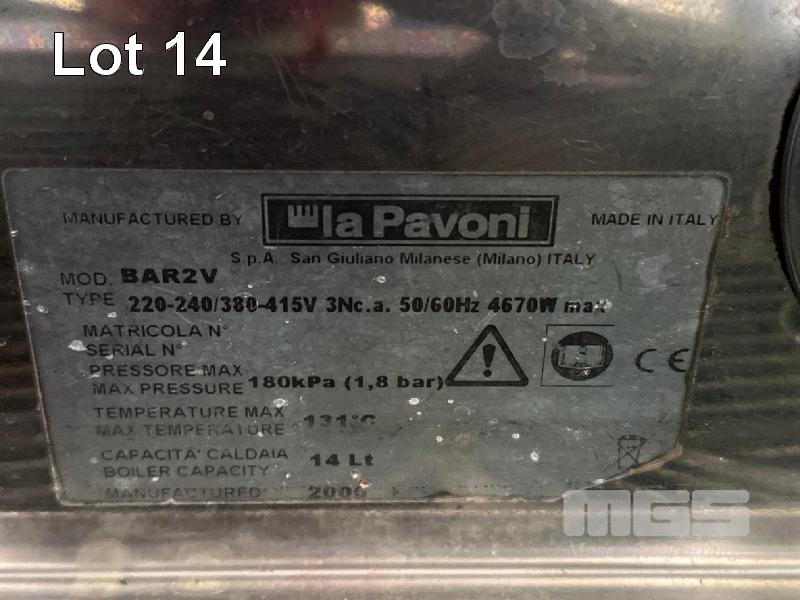 Lot 14
MANUFACTURED BY la Pavoni MADE IN ITALY
S.p.A. San Giuliano Milanese (Milano) ITALY
MOD. BAR2V
TYPE 220-240/380-415V 3Nc.a. 50/60Hz 4670W max
MATRICOLA N°
SERIAL N°
PRESSORE MAX
MAX PRESSURE 180kPa (1,8 bar)
CE
TEMPERATURE MAX
MAX TEMPERATURE 131°C
CAPACITA' CALDAIA
BOILER CAPACITY 14 Lt
MANUFACTURED
MGS